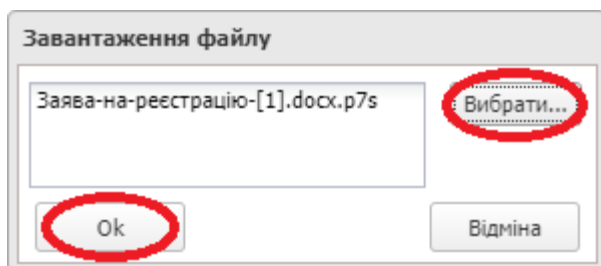 Завантаження файлу
Заява-на-реєстрацію-[1].docx.p7s
Вибрати...
Ok
Відміна